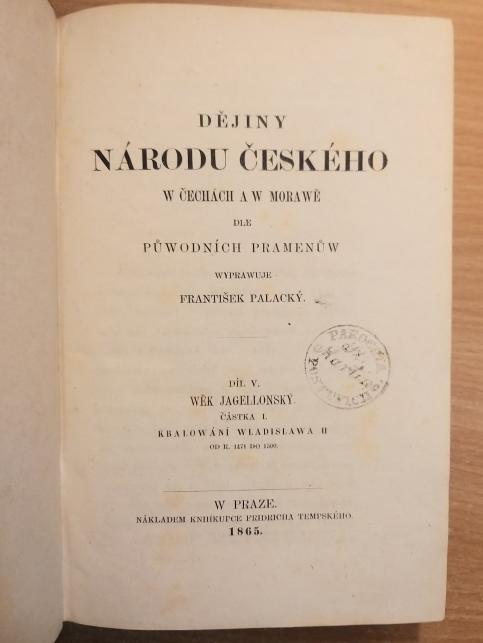 DĚJINY
NÁRODU ČESKÉHO
W ČECHÁCH A W MORAWĚ
DLE
PŮWODNÍCH PRAMENŮW
WYPRAWUJE
FRANTIŠEK PALACKÝ.
DÍL V.
WĚK JAGELLONSKÝ.
ČÁSTKA I.
KRALOWÁNÍ WLADISLAWA II
OD R. 1471 DO 1500.
W PRAZE.
NÁKLADEM KNIHKUPCE FRIDRICHA TEMPSKÉHO.
1865.